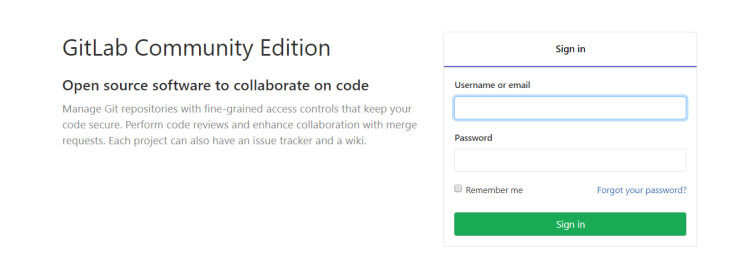 GitLab Community Edition
Open source software to collaborate on code
Manage Git repositories with fine-grained access controls that keep your
code secure. Perform code reviews and enhance collaboration with merge
requests. Each project can also have an issue tracker and a wiki.
Sign in
Username or email
Password
Remember me
Forgot your password?
Sign in